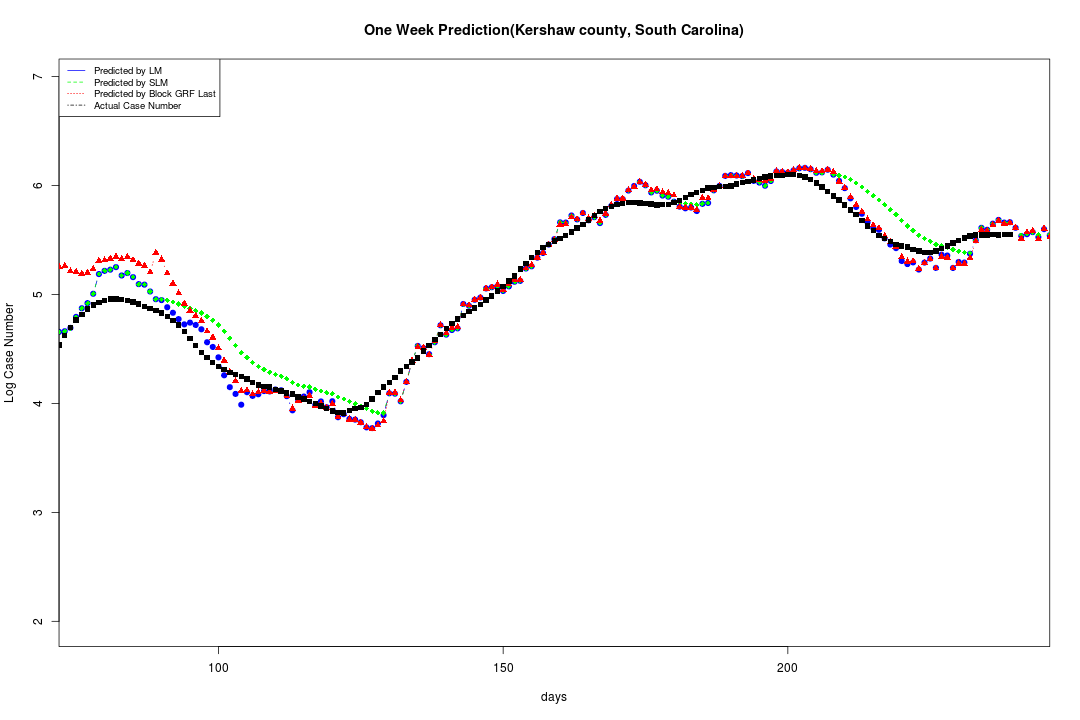 One Week Prediction(Kershaw county, South Carolina)
Predicted by LM
Predicted by SLM
Predicted by Block GRF Last
Actual Case Number
7
6
5
4
3
2
Log Case Number
100 150 200
days